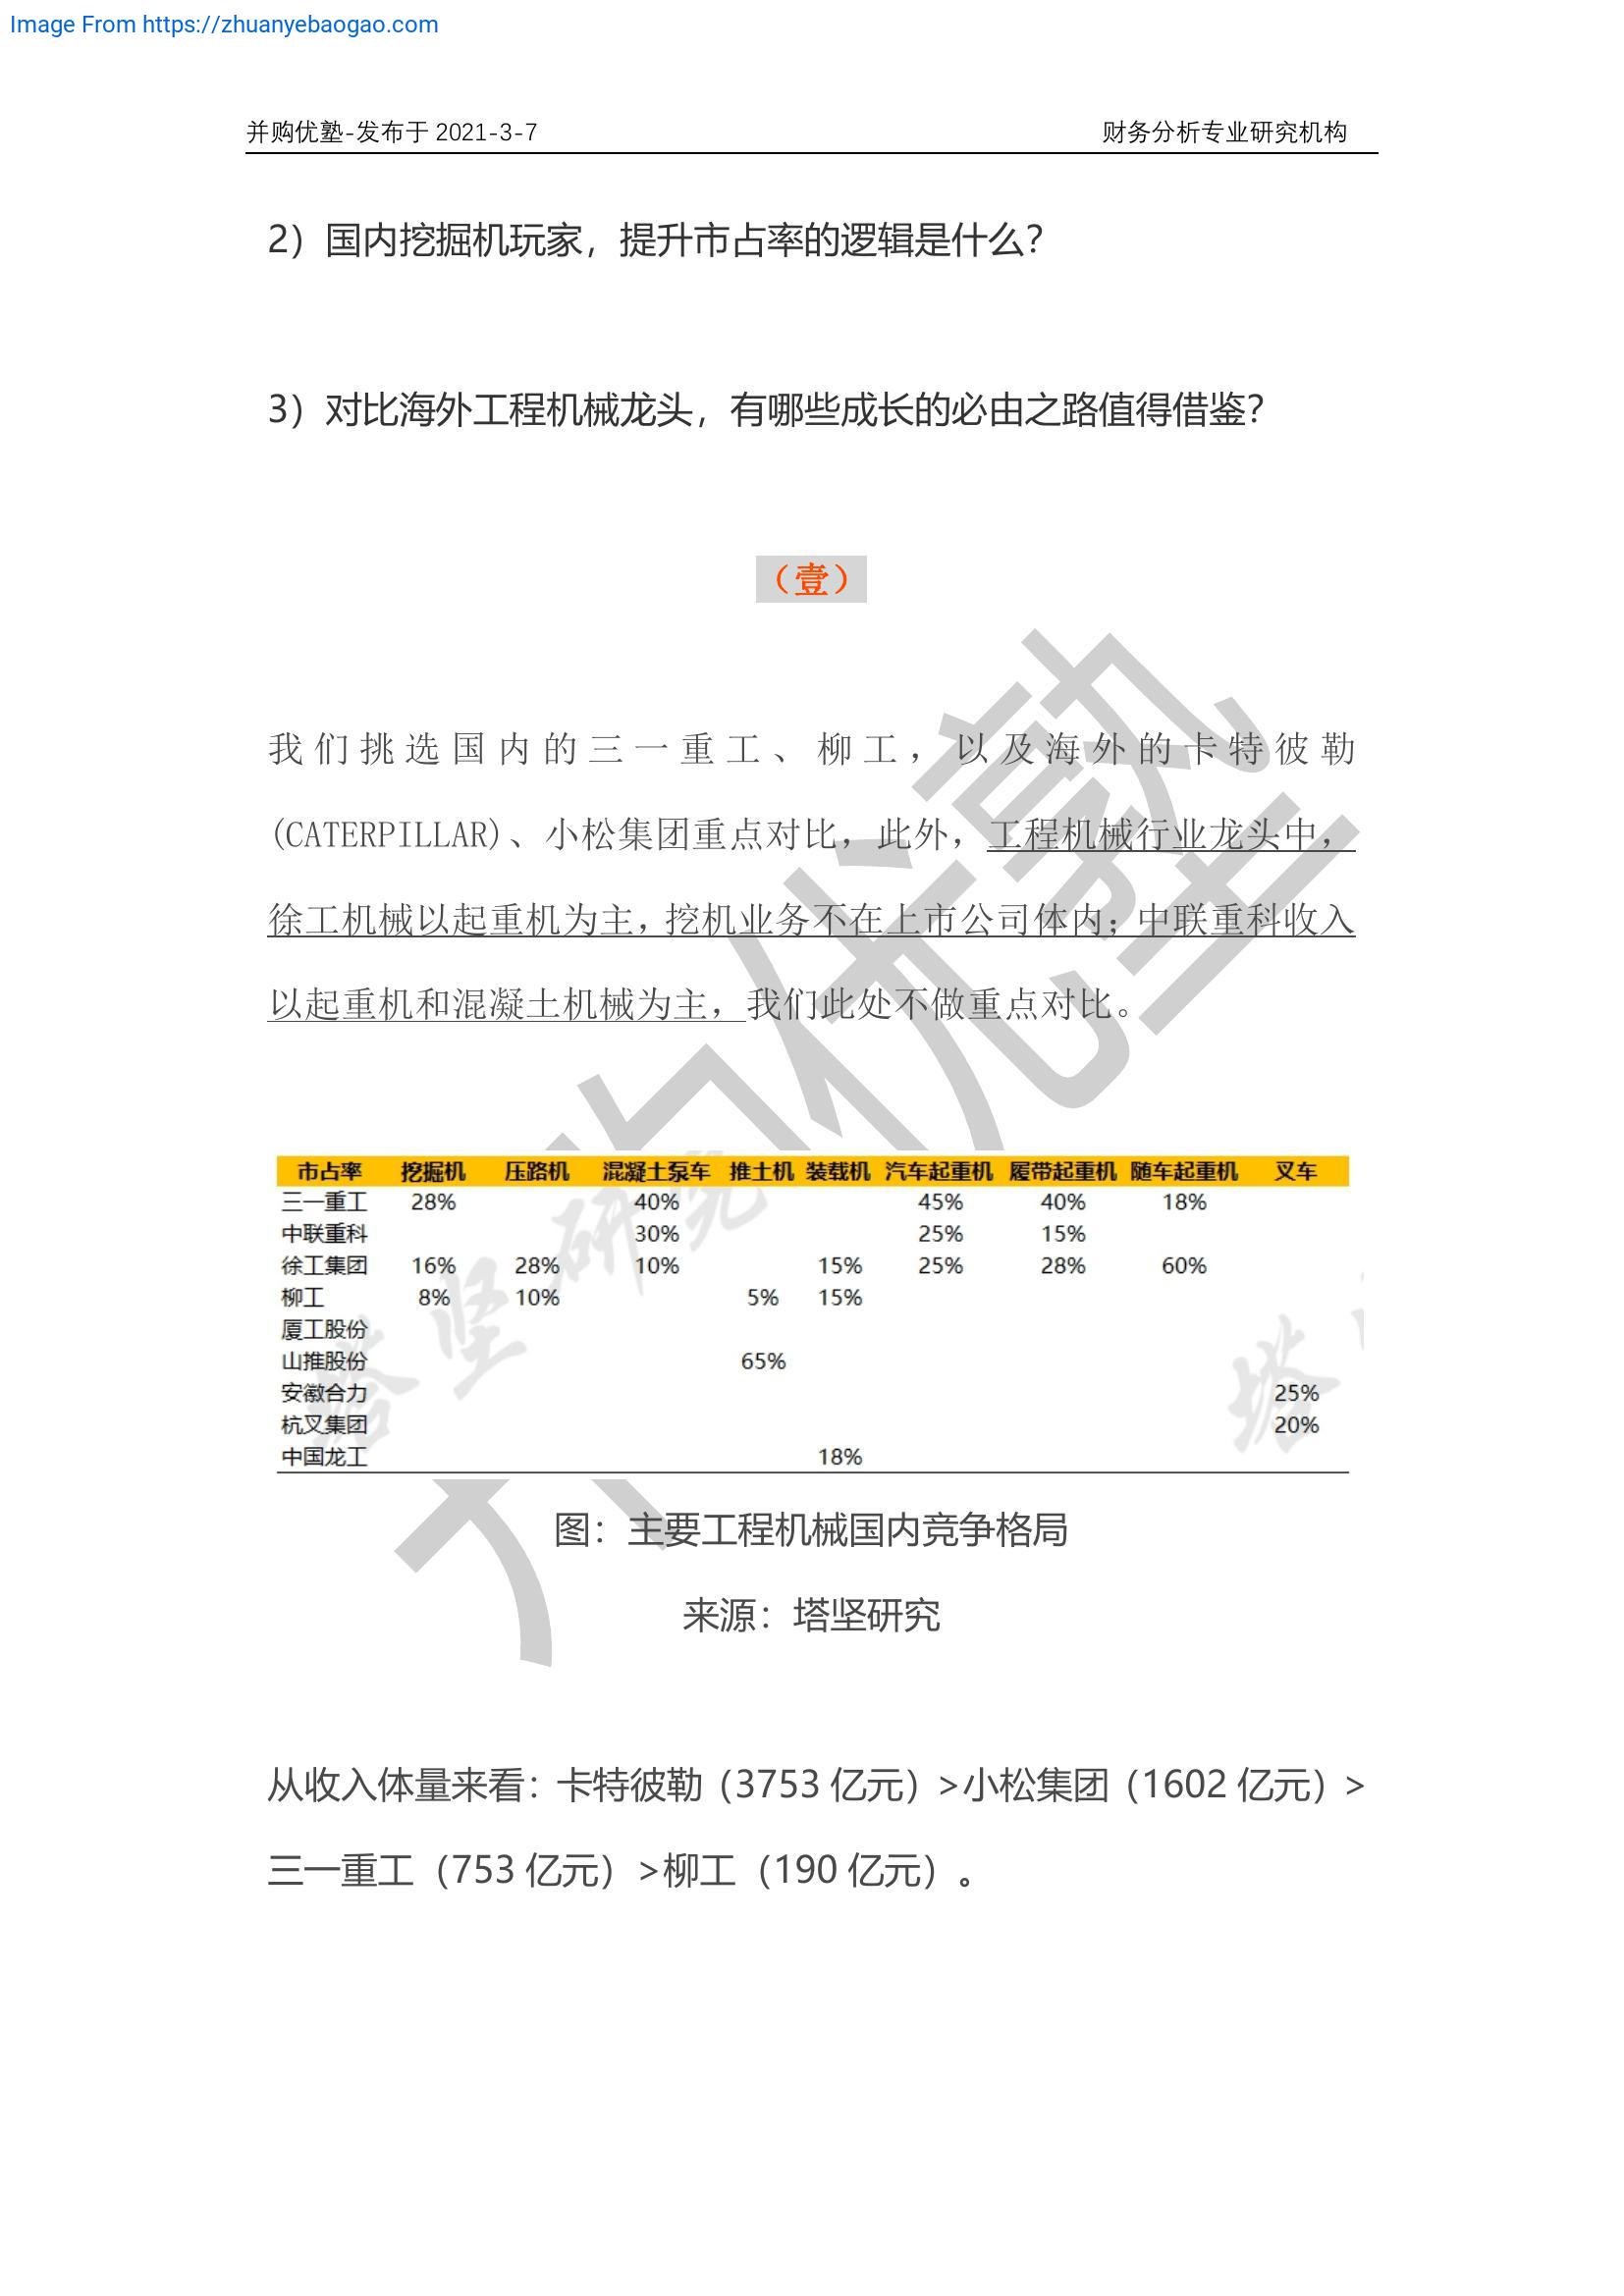 Image From https://zhuanyebaogao.com
并购优塾-发布于 2021-3-7 财务分析专业研究机构
2）国内挖掘机玩家，提升市占率的逻辑是什么？
3）对比海外工程机械龙头，有哪些成长的必由之路值得借鉴？
（壹）
我们挑选国内的三一重工、柳工，以及海外的卡特彼勒
(CATERPILLAR)、小松集团重点对比，此外，工程机械行业龙头中，
徐工机械以起重机为主，挖机业务不在上市公司体内；中联重科收入
以起重机和混凝土机械为主，我们此处不做重点对比。
市占率 挖掘机 压路机 混凝土泵车 推土机 装载机 汽车起重机 履带起重机 随车起重机 叉车
三一重工 28% 40% 45% 40% 18%
中联重科 30% 25% 15%
徐工集团 16% 28% 10% 15% 25% 28% 60%
柳工 8% 10% 5% 15%
厦工股份
山推股份 65%
安徽合力 25%
杭叉集团 20%
中国龙工 18%
图：主要工程机械国内竞争格局
来源：塔坚研究
从收入体量来看：卡特彼勒（3753 亿元）>小松集团（1602 亿元）>
三一重工（753 亿元）>柳工（190 亿元）。
优塾
塔坚研究